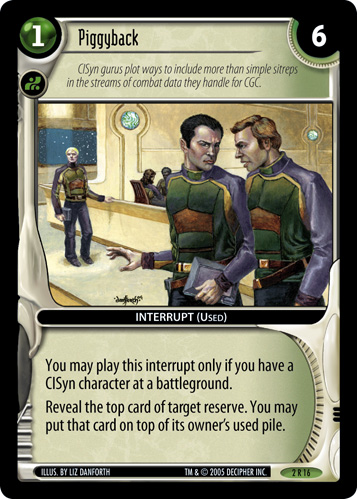 1 Piggyback 6
CISyn gurus plot ways to include more than simple sitreps
in the streams of combat data they handle for CGC.
INTERRUPT (USED)
You may play this interrupt only if you have a
CISyn character at a battleground.
Reveal the top card of target reserve. You may
put that card on top of its owner's used pile.
ILLUS. BY LIZ DANFORTH TM & © 2005 DECIPHER INC. 2 R 16